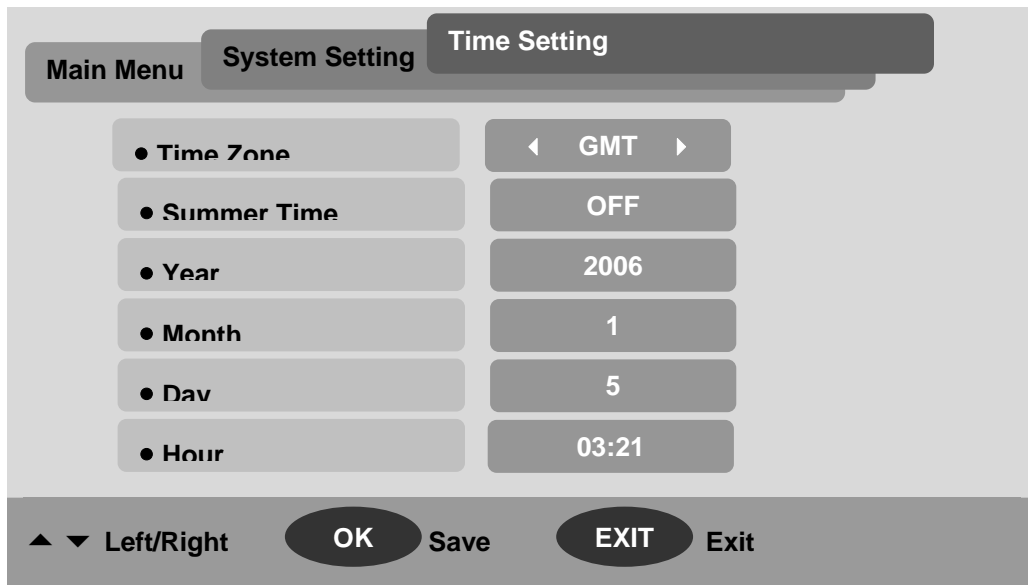 Main Menu System Setting Time Setting
Time Zone GMT
Summer Time OFF
Year 2006
Month 1
Day 5
Hour 03:21
Left/Right OK Save EXIT Exit